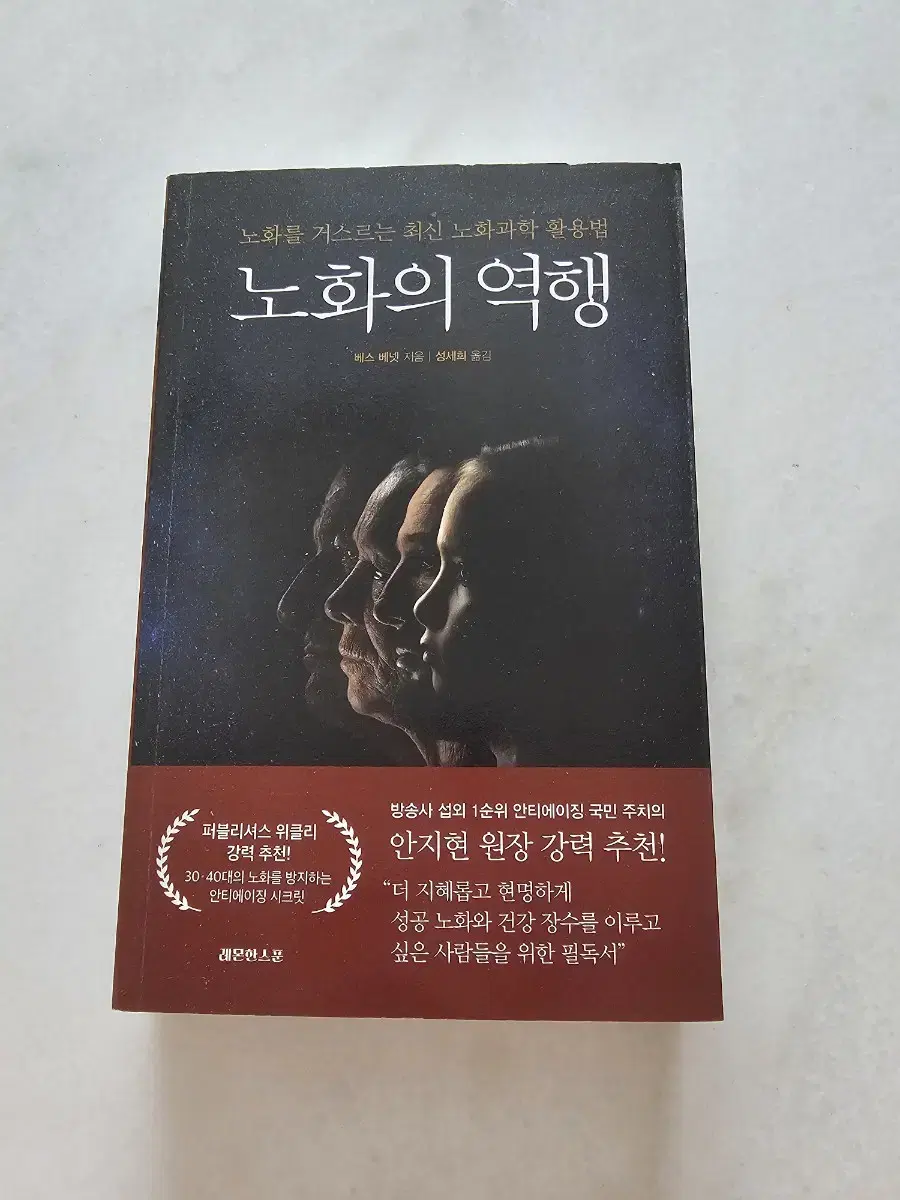 노화를 거스르는 최신 노화과학 활용법
노화의 역행
베스 베넷 지음 | 성세희 옮김
퍼블리셔스 위클리
강력 추천!
30·40대의 노화를 방지하는
안티에이징 시크릿
레몬한스푼
방송사 섭외 1순위 안티에이징 국민 주치의
안지현 원장 강력 추천!
“더 지혜롭고 현명하게
성공 노화와 건강 장수를 이루고
싶은 사람들을 위한 필독서”